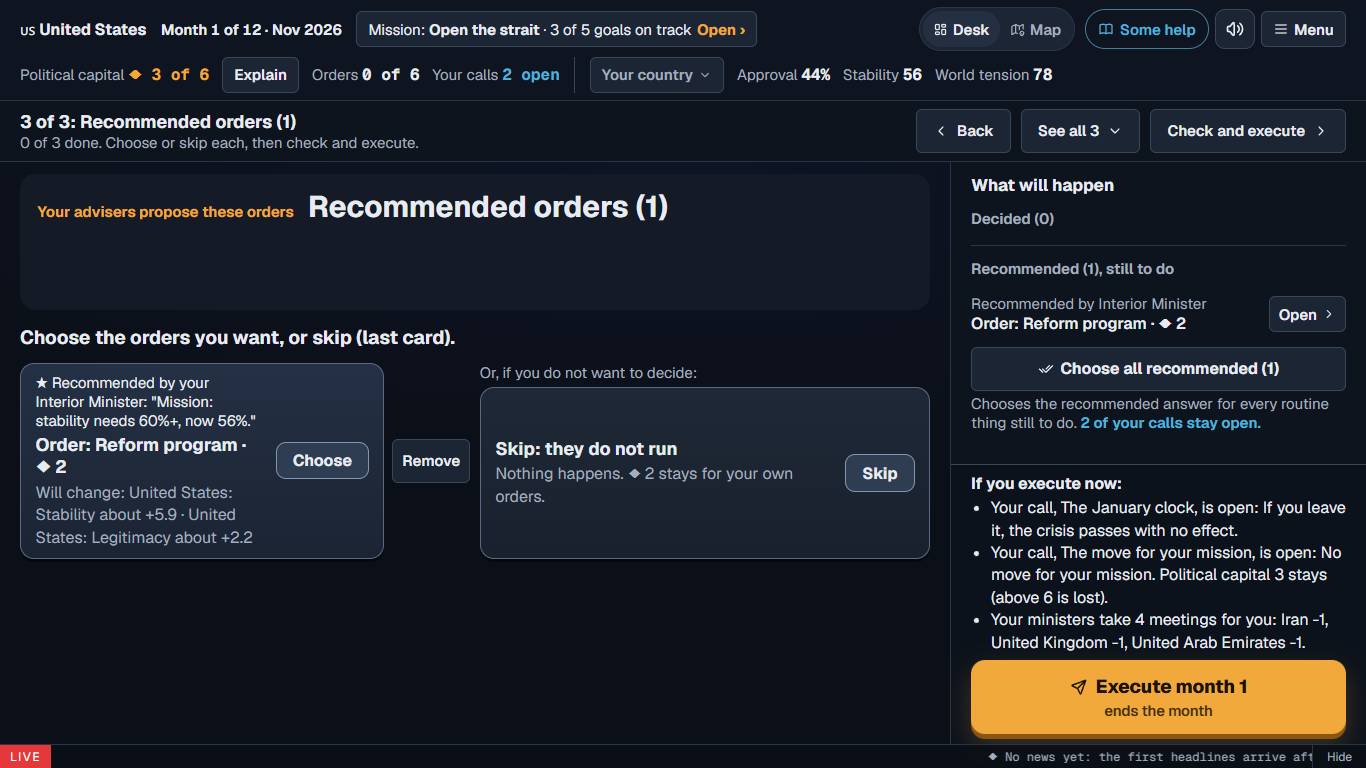 US United States Month 1 of 12 · Nov 2026 Mission: Open the strait · 3 of 5 goals on track Open › Desk Map Some help Menu
Political capital ◆ 3 of 6 Explain Orders 0 of 6 Your calls 2 open Your country Approval 44% Stability 56 World tension 78
3 of 3: Recommended orders (1)
0 of 3 done. Choose or skip each, then check and execute.
Back See all 3 Check and execute
Your advisers propose these orders Recommended orders (1)
Choose the orders you want, or skip (last card).
★ Recommended by your
Interior Minister: "Mission:
stability needs 60%+, now 56%."
Order: Reform program ·
◆ 2
Will change: United States:
Stability about +5.9 · United
States: Legitimacy about +2.2
Choose
Remove
Or, if you do not want to decide:
Skip: they do not run
Nothing happens. ◆ 2 stays for your own
orders.
Skip
What will happen
Decided (0)
Recommended (1), still to do
Recommended by Interior Minister
Order: Reform program · ◆ 2
Open
Choose all recommended (1)
Chooses the recommended answer for every routine
thing still to do. 2 of your calls stay open.
If you execute now:
• Your call, The January clock, is open: If you leave
it, the crisis passes with no effect.
• Your call, The move for your mission, is open: No
move for your mission. Political capital 3 stays
(above 6 is lost).
• Your ministers take 4 meetings for you: Iran -1,
United Kingdom -1, United Arab Emirates -1.
Execute month 1
ends the month
LIVE ◆ No news yet: the first headlines arrive aft Hide